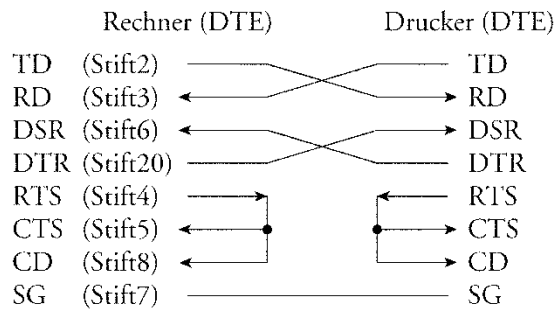 Rechner (DTE) Drucker (DTE)
TD (Stift2) TD
RD (Stift3) RD
DSR (Stift6) DSR
DTR (Stift20) DTR
RTS (Stift4) RTS
CTS (Stift5) CTS
CD (Stift8) CD
SG (Stift7) SG